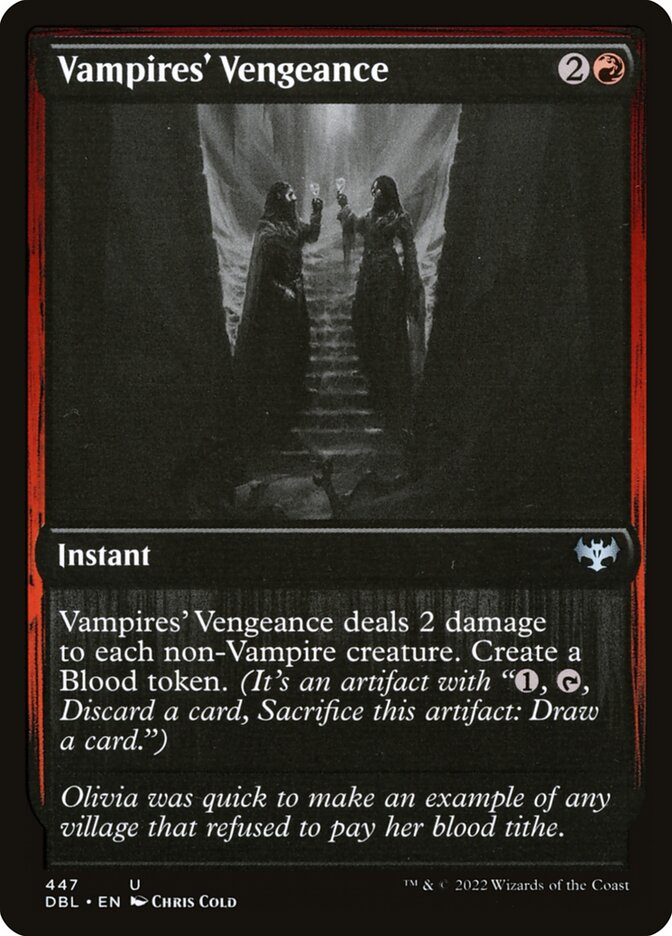 Vampires' Vengeance 2
Instant
Vampires' Vengeance deals 2 damage
to each non-Vampire creature. Create a
Blood token. (It's an artifact with "1, T,
Discard a card, Sacrifice this artifact: Draw
a card.")
Olivia was quick to make an example of any
village that refused to pay her blood tithe.
447 U
DBL • EN Chris Cold
™ & © 2022 Wizards of the Coast